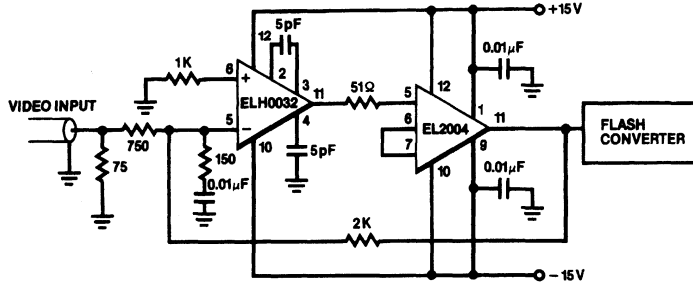 +15V
12
5pF
0.01µF
1K
6
+
2
3
12
ELH0032
11
51Ω
5
1
VIDEO INPUT
5
−
4
6
EL2004
11
FLASH
CONVERTER
750
10
7
9
75
150
5pF
10
0.01µF
0.01µF
2K
−15V